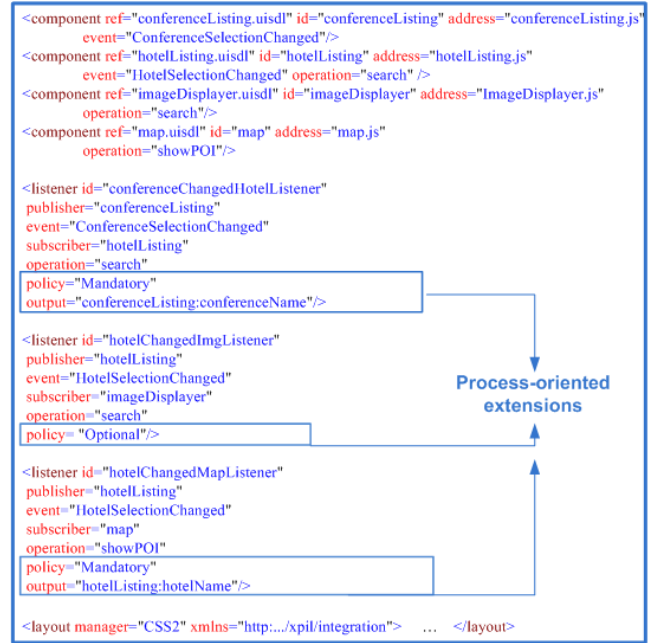 <component ref="conferenceListing.uisdl" id="conferenceListing" address="conferenceListing.js"
event="ConferenceSelectionChanged"/>
<component ref="hotelListing.uisdl" id="hotelListing" address="hotelListing.js"
event="HotelSelectionChanged" operation="search" />
<component ref="imageDisplayer.uisdl" id="imageDisplayer" address="ImageDisplayer.js"
operation="search"/>
<component ref="map.uisdl" id="map" address="map.js"
operation="showPOI"/>
<listener id="conferenceChangedHotelListener"
publisher="conferenceListing"
event="ConferenceSelectionChanged"
subscriber="hotelListing"
operation="search"
policy="Mandatory"
output="conferenceListing:conferenceName"/>
<listener id="hotelChangedImgListener"
publisher="hotelListing"
event="HotelSelectionChanged"
subscriber="imageDisplayer"
operation="search"
policy= "Optional"/>
Process-oriented
extensions
<listener id="hotelChangedMapListener"
publisher="hotelListing"
event="HotelSelectionChanged"
subscriber="map"
operation="showPOI"
policy="Mandatory"
output="hotelListing:hotelName"/>
<layout manager="CSS2" xmlns="http:.../xpil/integration"> ... </layout>